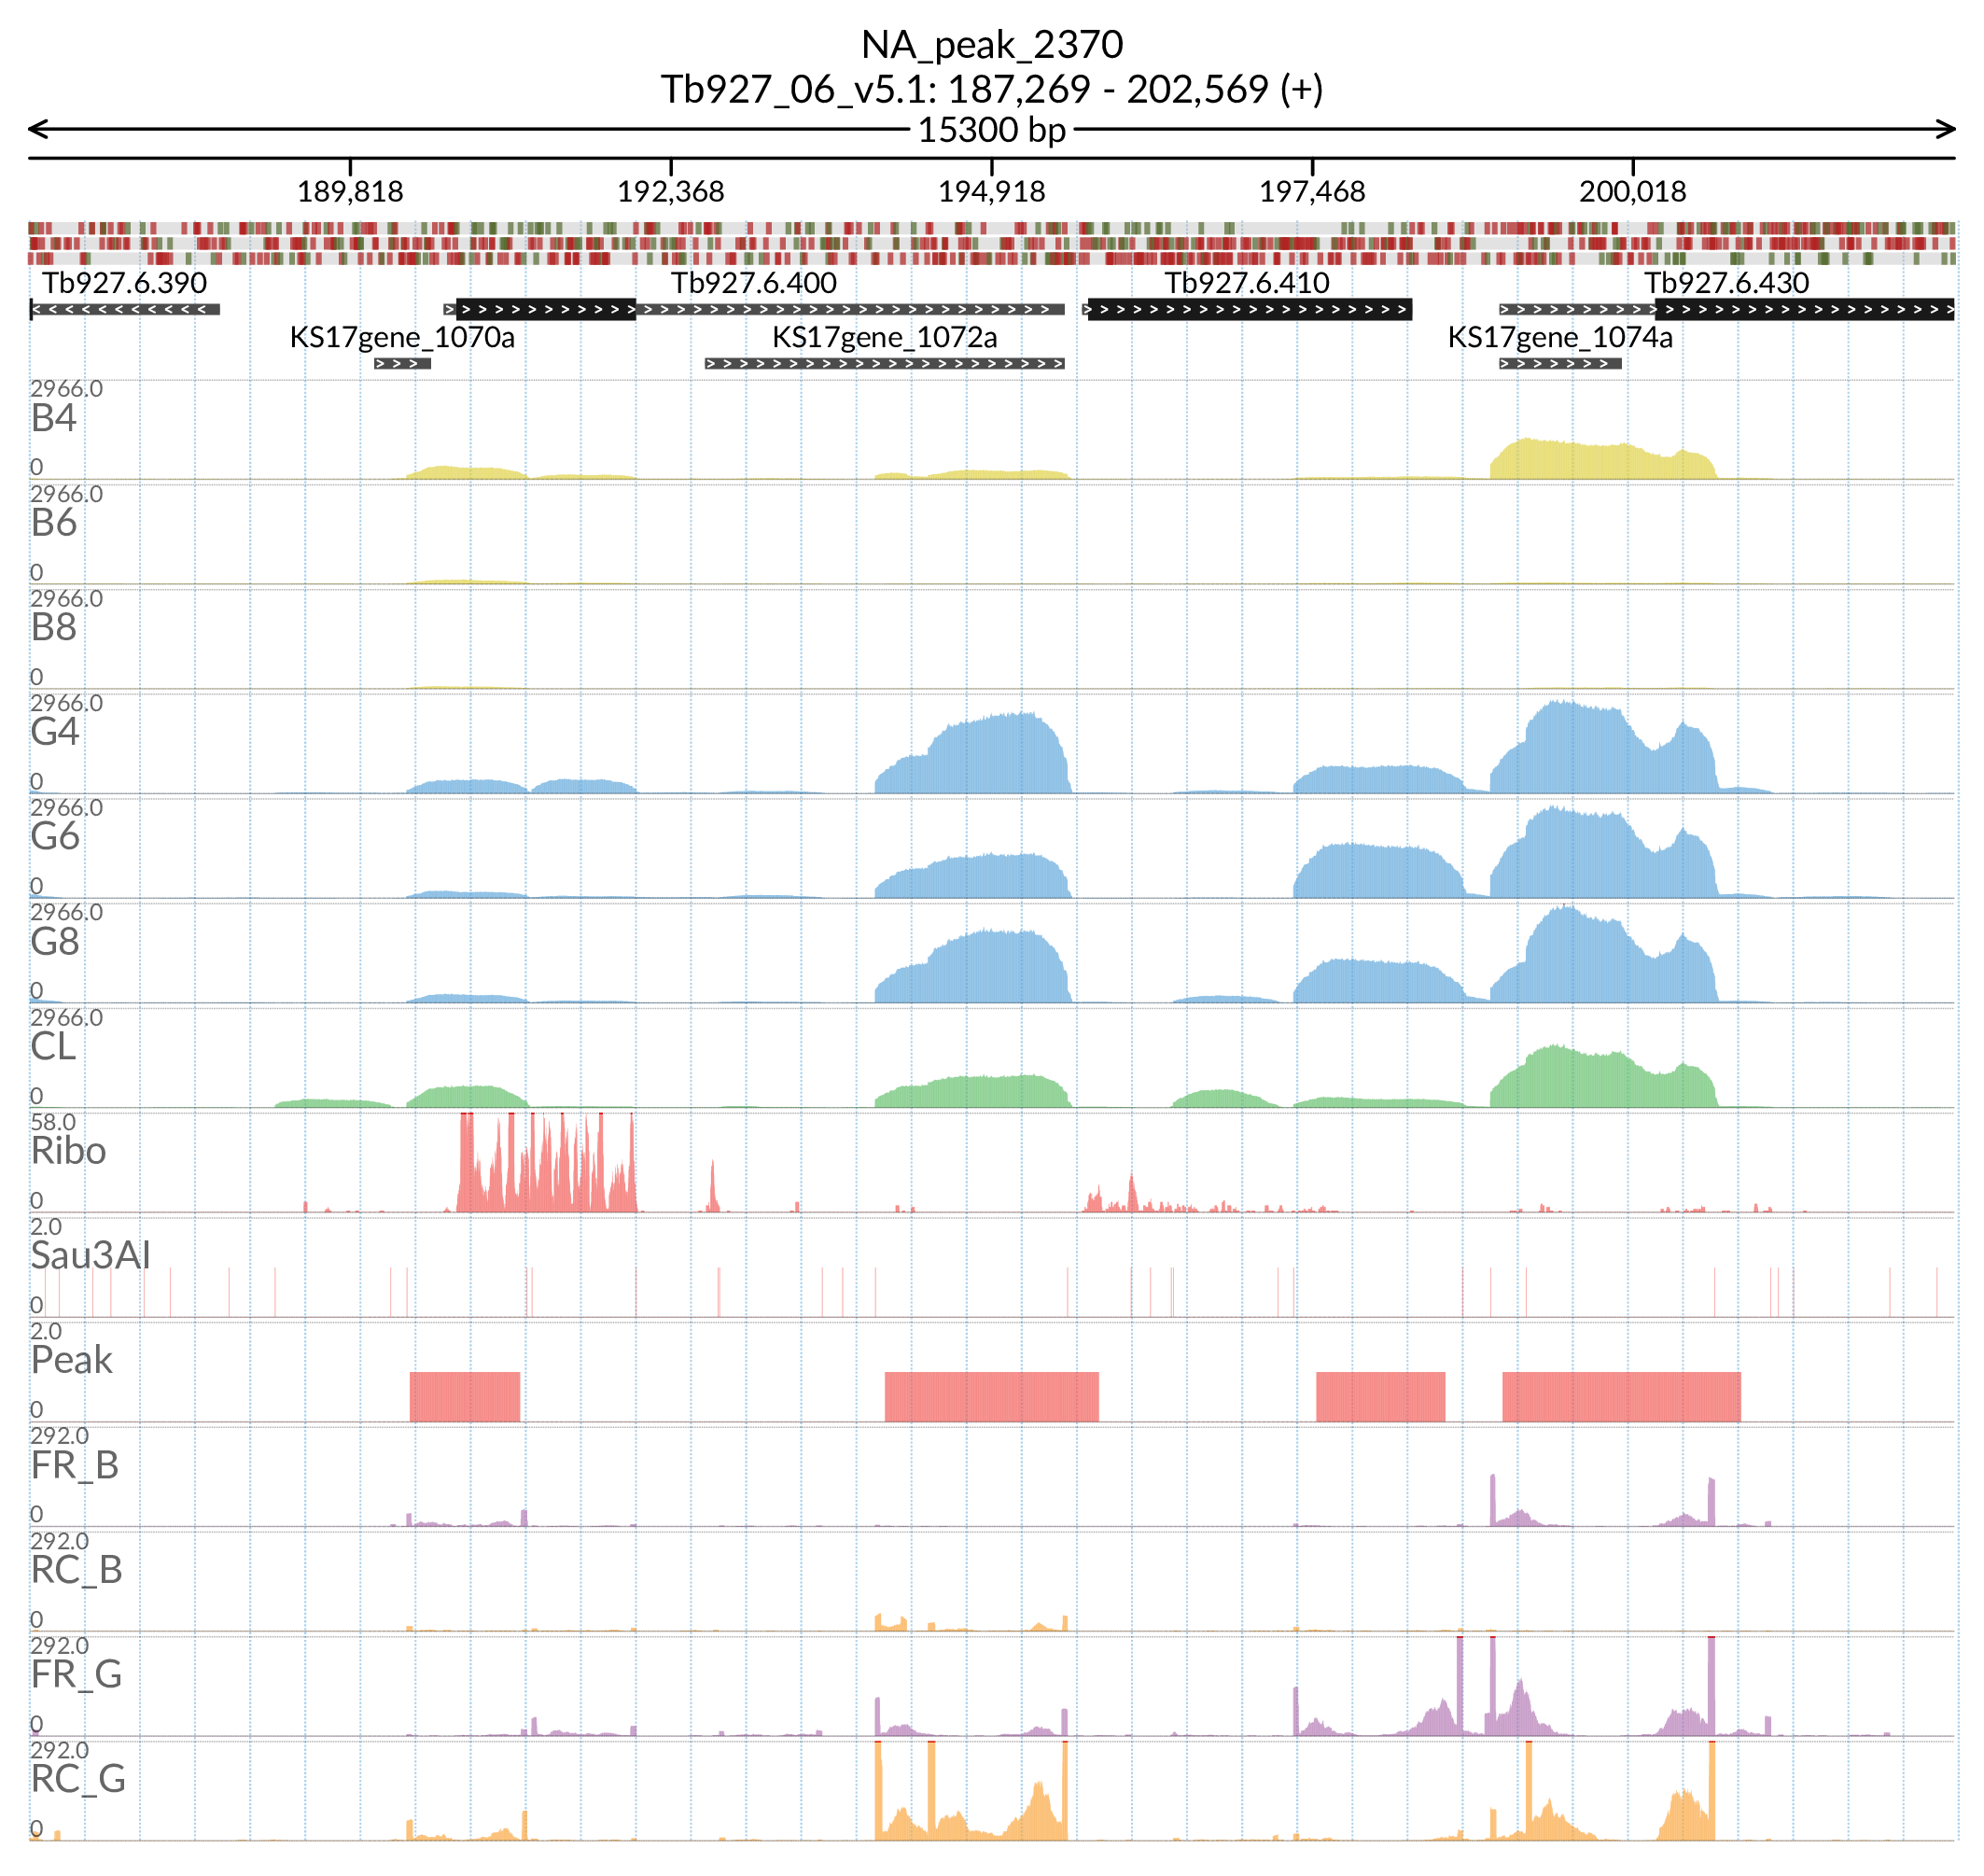 NA_peak_2370
Tb927_06_v5.1: 187,269 - 202,569 (+)
15300 bp
189,818 192,368 194,918 197,468 200,018
Tb927.6.390 Tb927.6.400 Tb927.6.410 Tb927.6.430
KS17gene_1070a KS17gene_1072a KS17gene_1074a
2966.0
B4
0
2966.0
B6
0
2966.0
B8
0
2966.0
G4
0
2966.0
G6
0
2966.0
G8
0
2966.0
CL
0
58.0
Ribo
0
2.0
Sau3AI
0
2.0
Peak
0
292.0
FR_B
0
292.0
RC_B
0
292.0
FR_G
0
292.0
RC_G
0